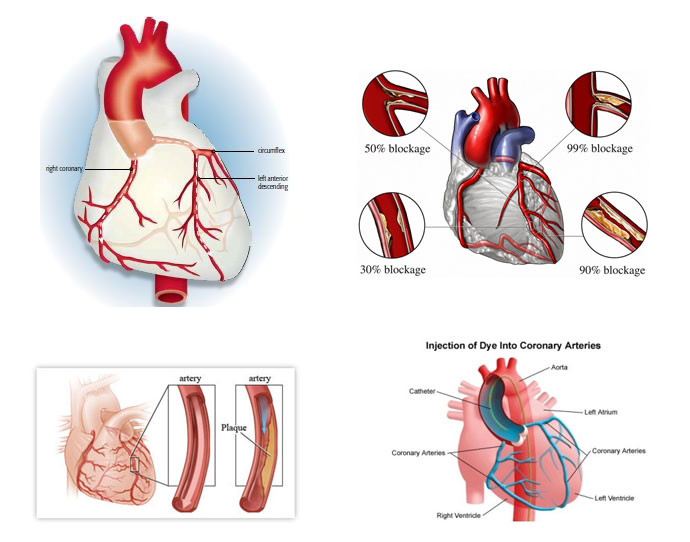 circumflex
right coronary
left anterior
descending
50% blockage
99% blockage
30% blockage
90% blockage
artery
artery
Plaque
Injection of Dye Into Coronary Arteries
Aorta
Catheter
Left Atrium
Coronary Arteries
Coronary Arteries
Left Ventricle
Right Ventricle